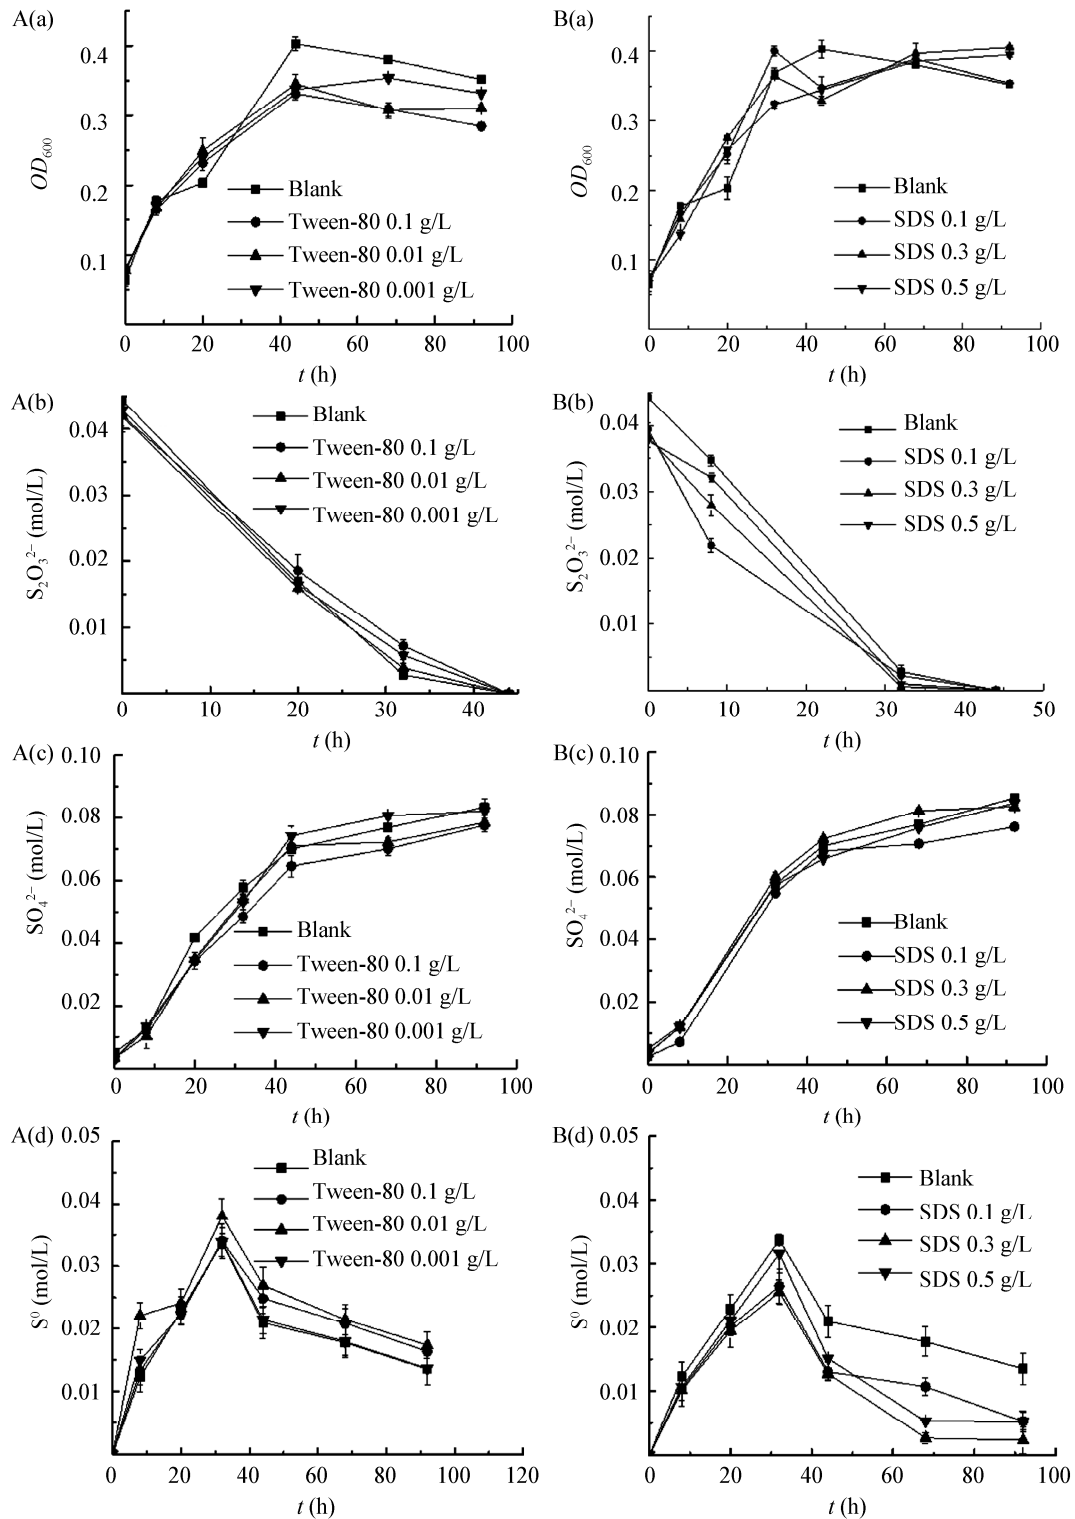 A(a)
0.4
0.3
0.2
0.1
OD600
Blank
Tween-80 0.1 g/L
Tween-80 0.01 g/L
Tween-80 0.001 g/L
0 20 40 60 80 100
t (h)
B(a)
0.4
0.3
0.2
0.1
OD600
Blank
SDS 0.1 g/L
SDS 0.3 g/L
SDS 0.5 g/L
0 20 40 60 80 100
t (h)
A(b)
0.04
0.03
0.02
0.01
S₂O₃²⁻ (mol/L)
Blank
Tween-80 0.1 g/L
Tween-80 0.01 g/L
Tween-80 0.001 g/L
0 10 20 30 40
t (h)
B(b)
0.04
0.03
0.02
0.01
S₂O₃²⁻ (mol/L)
Blank
SDS 0.1 g/L
SDS 0.3 g/L
SDS 0.5 g/L
0 10 20 30 40 50
t (h)
A(c)
0.10
0.08
0.06
0.04
0.02
SO₄²⁻ (mol/L)
Blank
Tween-80 0.1 g/L
Tween-80 0.01 g/L
Tween-80 0.001 g/L
0 20 40 60 80 100
t (h)
B(c)
0.10
0.08
0.06
0.04
0.02
SO₄²⁻ (mol/L)
Blank
SDS 0.1 g/L
SDS 0.3 g/L
SDS 0.5 g/L
0 20 40 60 80 100
t (h)
A(d)
0.05
0.04
0.03
0.02
0.01
S⁰ (mol/L)
Blank
Tween-80 0.1 g/L
Tween-80 0.01 g/L
Tween-80 0.001 g/L
0 20 40 60 80 100 120
t (h)
B(d)
0.05
0.04
0.03
0.02
0.01
S⁰ (mol/L)
Blank
SDS 0.1 g/L
SDS 0.3 g/L
SDS 0.5 g/L
0 20 40 60 80 100
t (h)